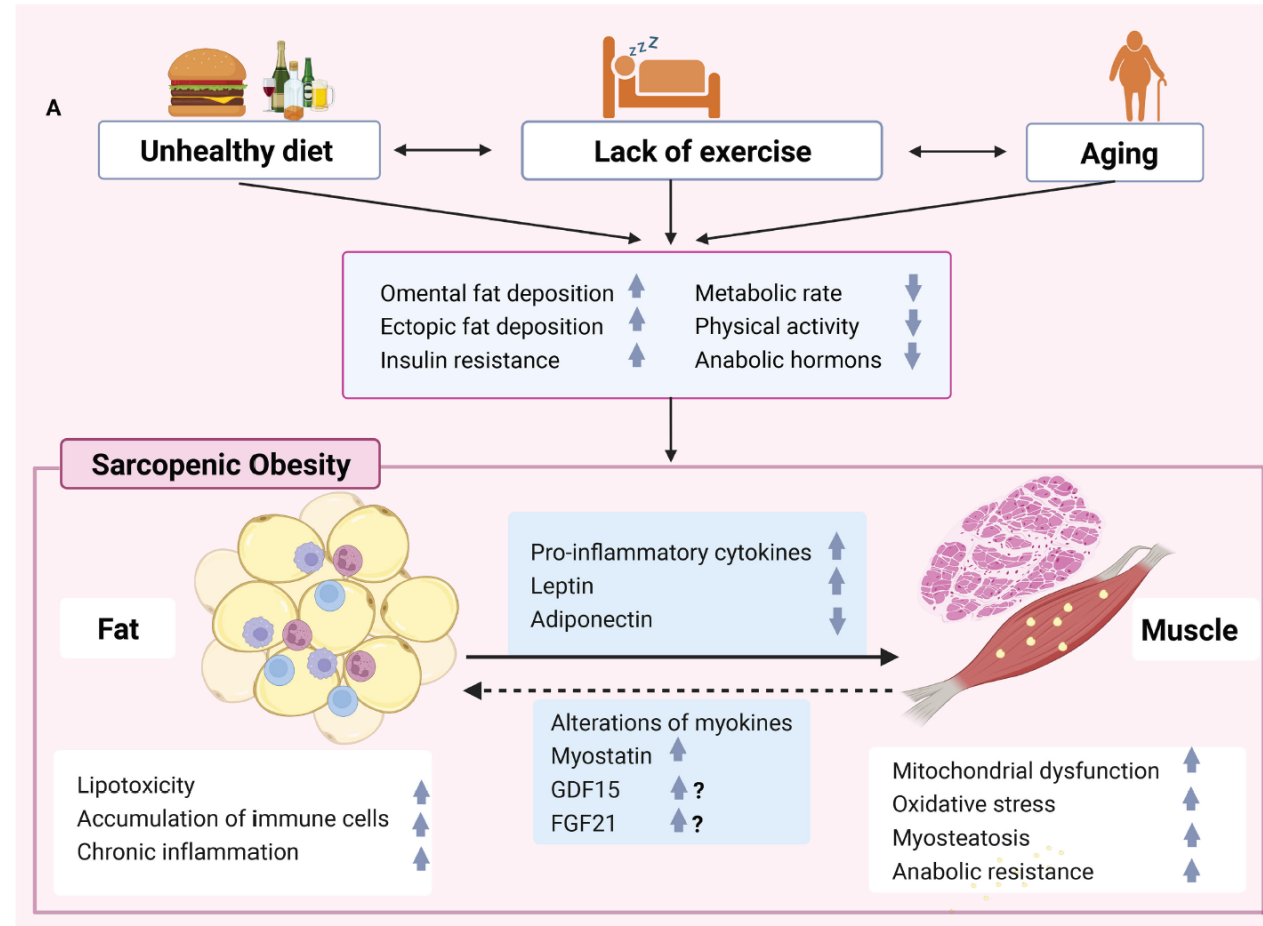 A
zzz
Unhealthy diet
Lack of exercise
Aging
Omental fat deposition
Ectopic fat deposition
Insulin resistance
Metabolic rate
Physical activity
Anabolic hormons
Sarcopenic Obesity
Fat
Pro-inflammatory cytokines
Leptin
Adiponectin
Muscle
Alterations of myokines
Myostatin
GDF15 ?
FGF21 ?
Lipotoxicity
Accumulation of immune cells
Chronic inflammation
Mitochondrial dysfunction
Oxidative stress
Myosteatosis
Anabolic resistance